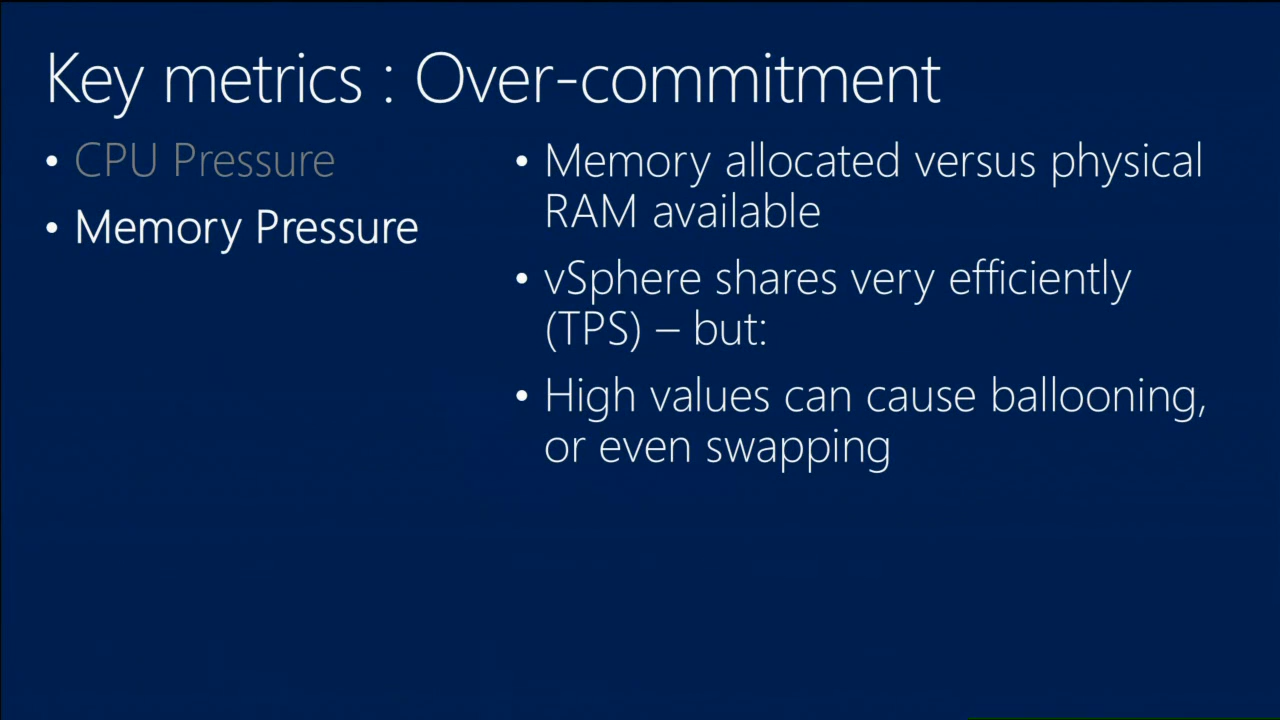 Key metrics : Over-commitment
• CPU Pressure
• Memory Pressure
• Memory allocated versus physical
RAM available
• vSphere shares very efficiently
(TPS) – but:
• High values can cause ballooning,
or even swapping